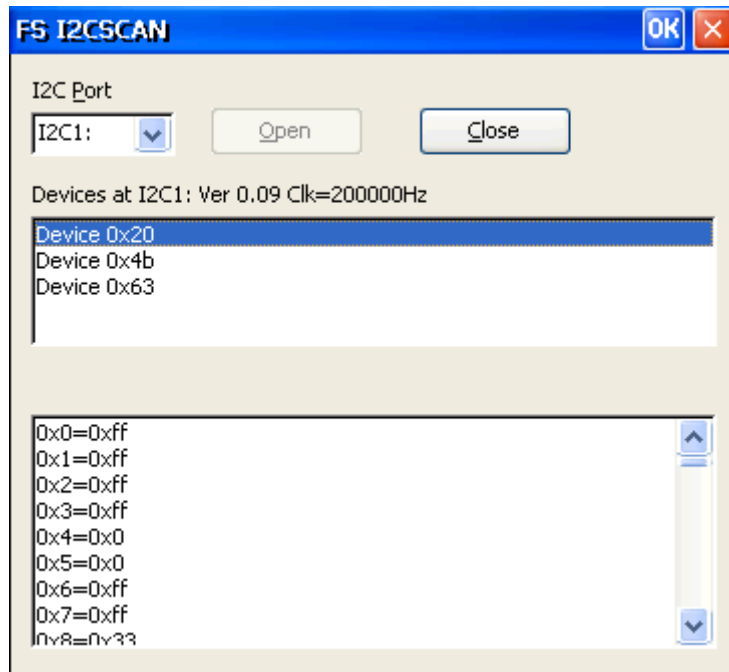 FS I2CSCAN OK
I2C Port
I2C1: Open Close
Devices at I2C1: Ver 0.09 Clk=200000Hz
Device 0x20
Device 0x4b
Device 0x63
0x0=0xff
0x1=0xff
0x2=0xff
0x3=0xff
0x4=0x0
0x5=0x0
0x6=0xff
0x7=0xff
0x8=0x33